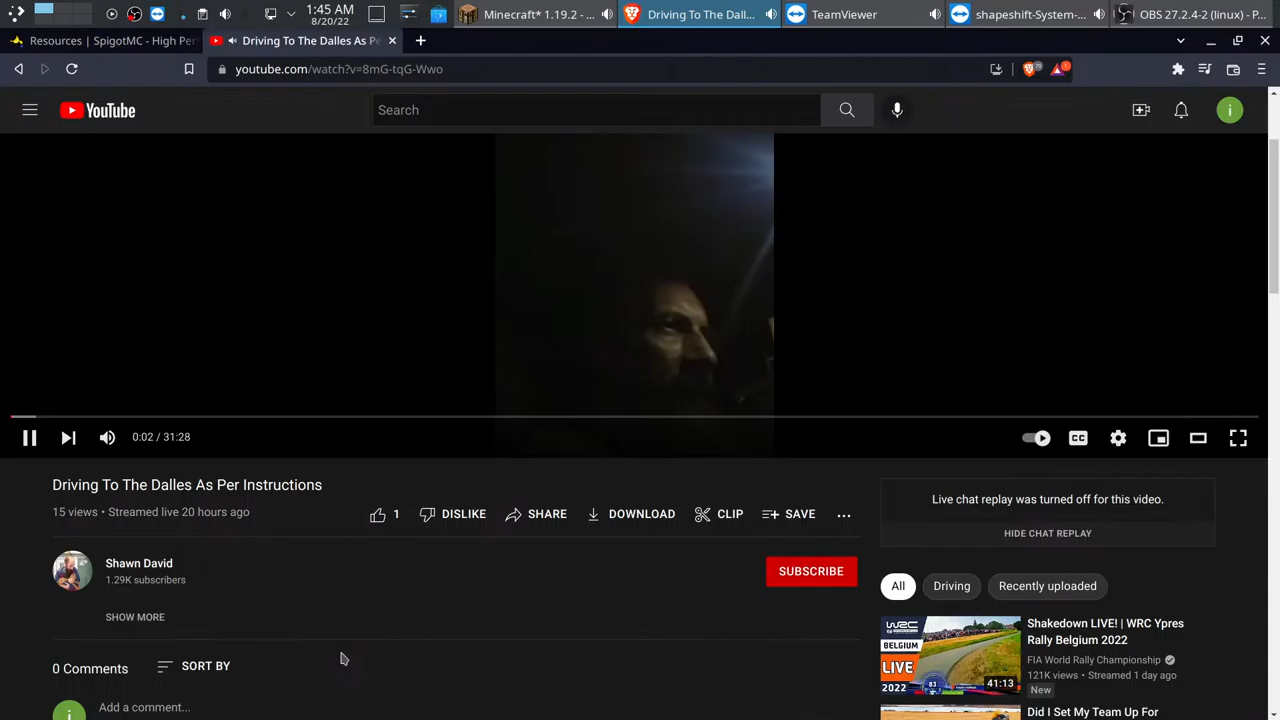 1:45 AM
8/20/22
Minecraft* 1.19.2 - ...
Driving To The Dall...
TeamViewer
shapeshift-System-...
OBS 27.2.4-2 (linux) - P...
Resources | SpigotMC - High Per
Driving To The Dalles As Pe
youtube.com/watch?v=8mG-tqG-Wwo
YouTube
Search
i
0:02 / 31:28
CC
Driving To The Dalles As Per Instructions
15 views • Streamed live 20 hours ago
1
DISLIKE
SHARE
DOWNLOAD
CLIP
SAVE
Live chat replay was turned off for this video.
HIDE CHAT REPLAY
Shawn David
1.29K subscribers
SUBSCRIBE
SHOW MORE
All
Driving
Recently uploaded
WRC
BELGIUM
LIVE
2022
83
41:13
Shakedown LIVE! | WRC Ypres
Rally Belgium 2022
FIA World Rally Championship
121K views • Streamed 1 day ago
New
0 Comments
SORT BY
i
Add a comment...
Did I Set My Team Up For